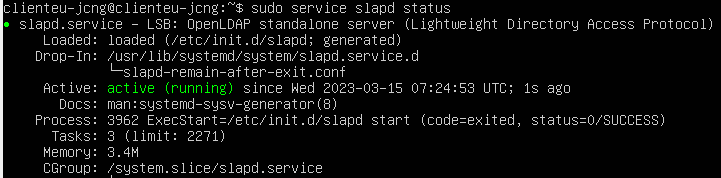 clienteu-jcng@clienteu-jcng:~$ sudo service slapd status
● slapd.service - LSB: OpenLDAP standalone server (Lightweight Directory Access Protocol)
Loaded: loaded (/etc/init.d/slapd; generated)
Drop-In: /usr/lib/systemd/system/slapd.service.d
└─slapd-remain-after-exit.conf
Active: active (running) since Wed 2023-03-15 07:24:53 UTC; 1s ago
Docs: man:systemd-sysv-generator(8)
Process: 3962 ExecStart=/etc/init.d/slapd start (code=exited, status=0/SUCCESS)
Tasks: 3 (limit: 2271)
Memory: 3.4M
CGroup: /system.slice/slapd.service